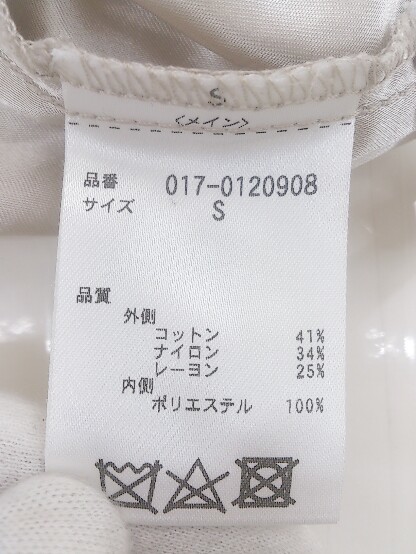 S
<メイン>
品番 017-0120908
サイズ S
品質
外側
コットン 41%
ナイロン 34%
レーヨン 25%
内側
ポリエステル 100%